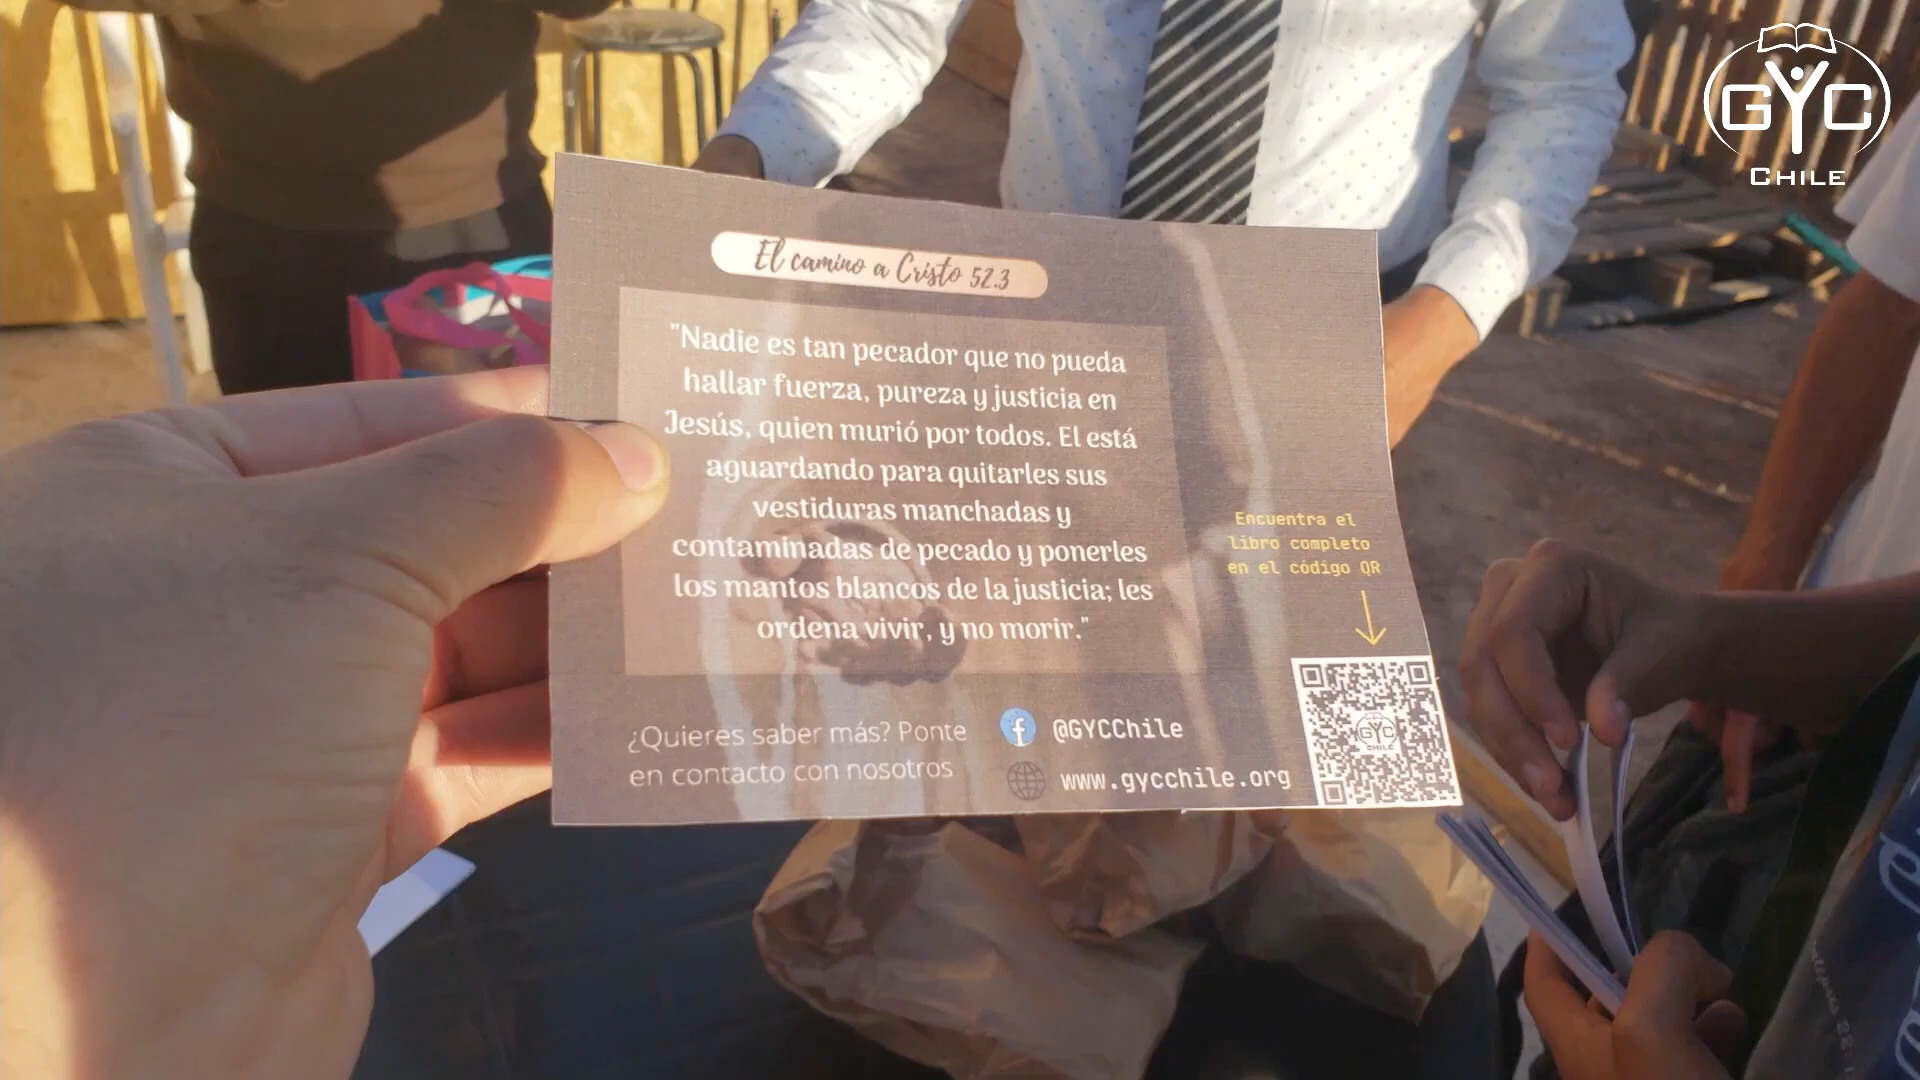 GYC
CHILE
El camino a Cristo 52.3
"Nadie es tan pecador que no pueda
hallar fuerza, pureza y justicia en
Jesús, quien murió por todos. El está
aguardando para quitarles sus
vestiduras manchadas y
contaminadas de pecado y ponerles
los mantos blancos de la justicia; les
ordena vivir, y no morir."
Encuentra el
libro completo
en el código QR
GYC
CHILE
¿Quieres saber más? Ponte
en contacto con nosotros
f @GYCChile
www.gycchile.org